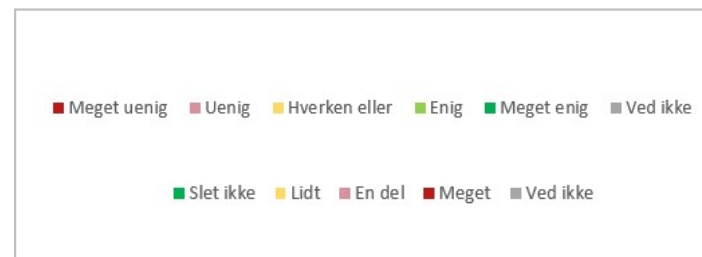 Meget uenig Uenig Hverken eller Enig Meget enig Ved ikke
Slet ikke Lidt En del Meget Ved ikke